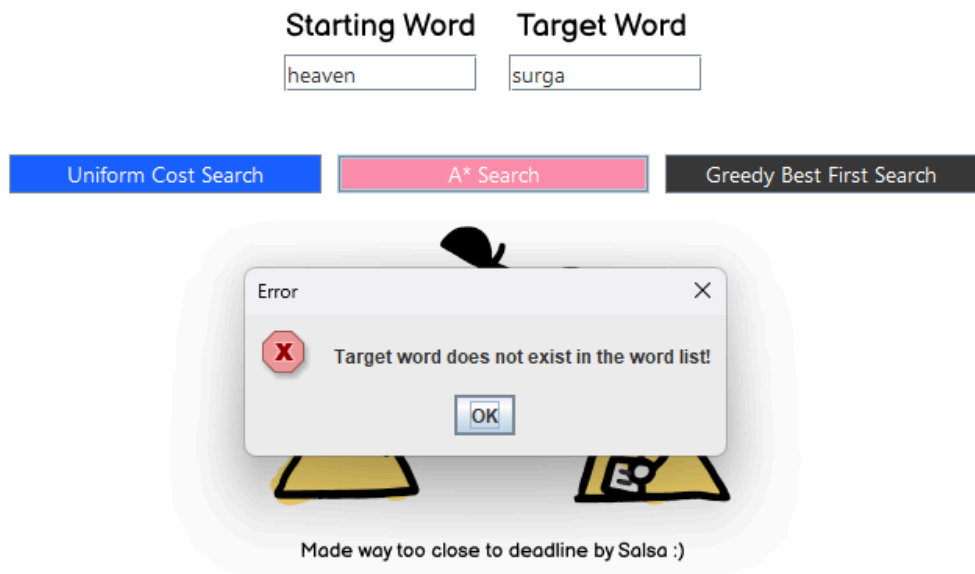 Starting Word Target Word
heaven surga
Uniform Cost Search A* Search Greedy Best First Search
Error
Target word does not exist in the word list!
OK
Made way too close to deadline by Salsa :)